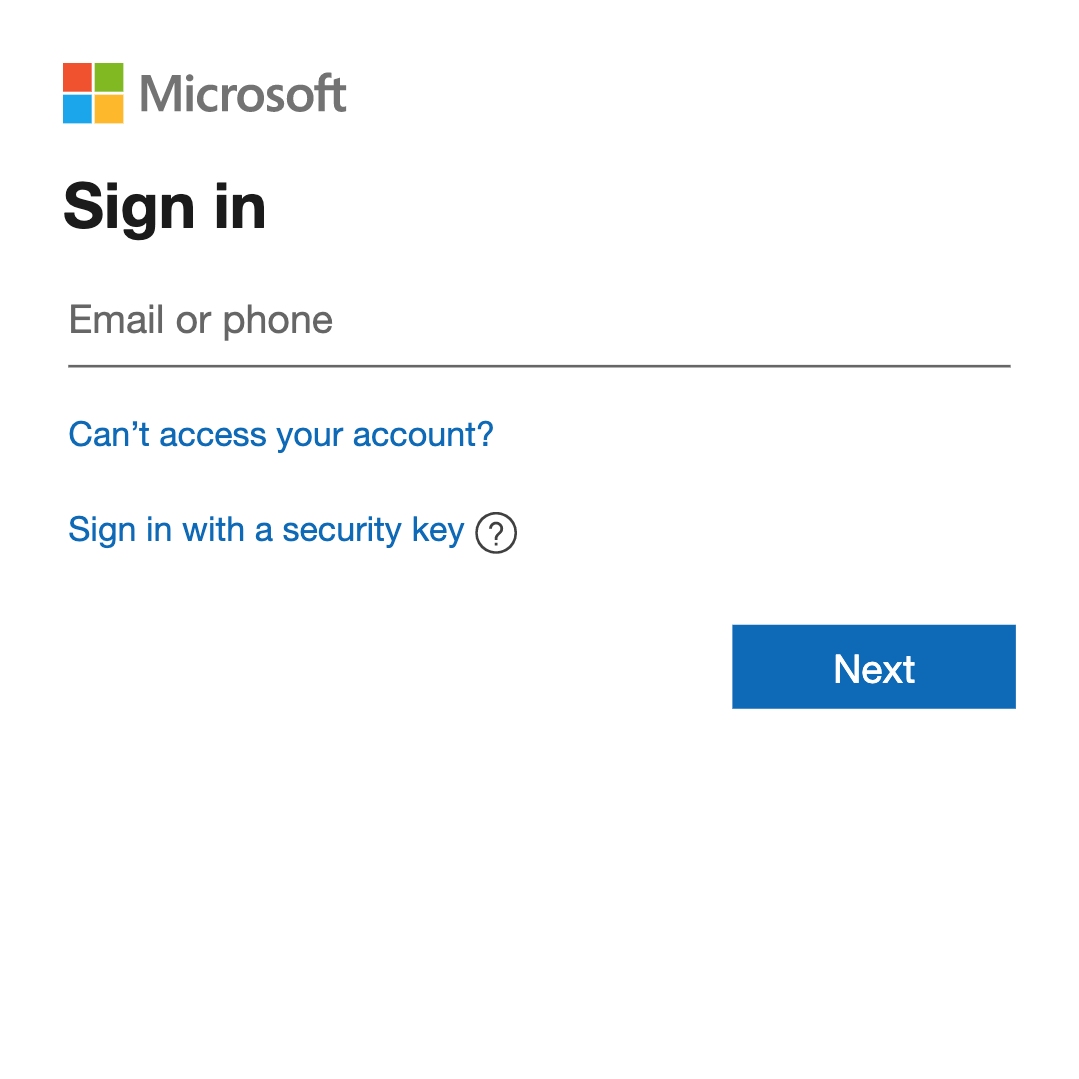 Microsoft
Sign in
Email or phone
Can’t access your account?
Sign in with a security key ?
Next